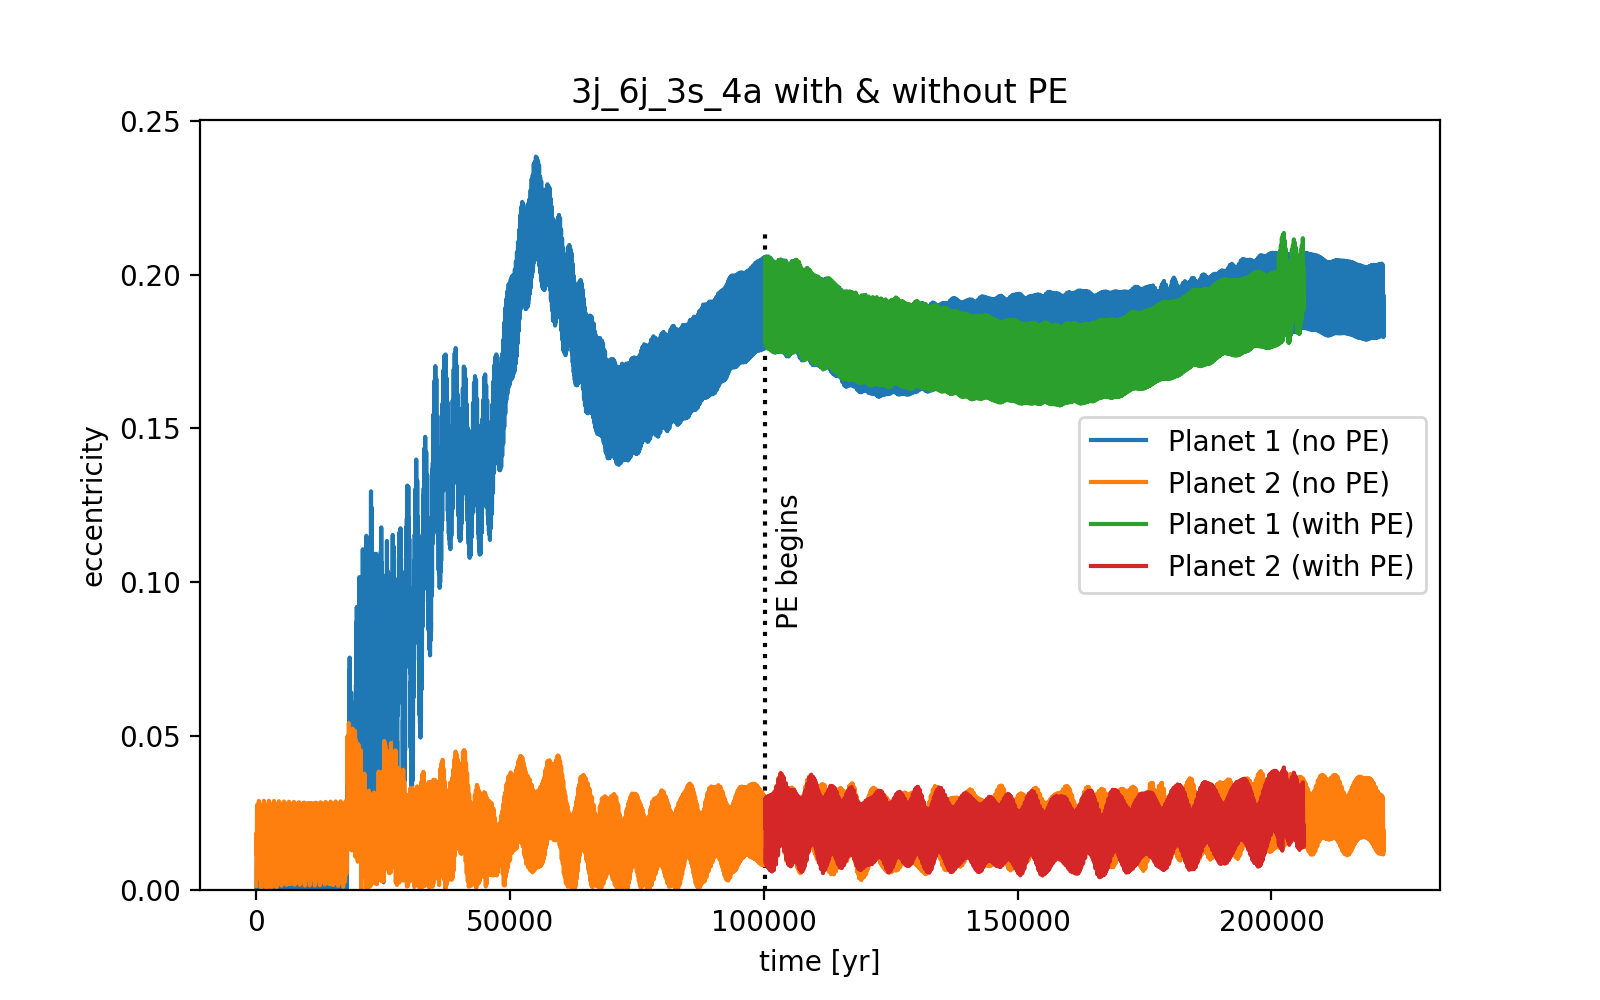 3j_6j_3s_4a with & without PE
0.25
0.20
0.15
0.10
0.05
0.00
eccentricity
PE begins
Planet 1 (no PE)
Planet 2 (no PE)
Planet 1 (with PE)
Planet 2 (with PE)
0
50000
100000
150000
200000
time [yr]